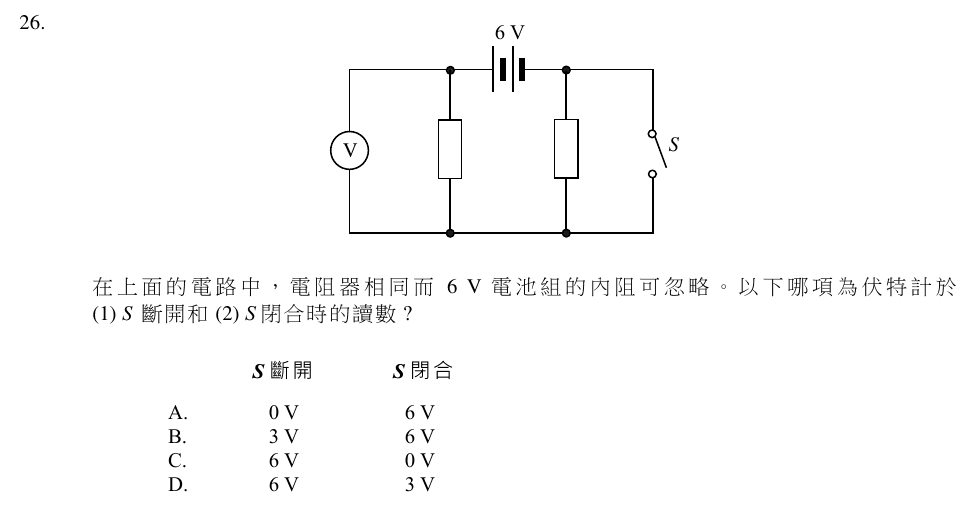 26.
6 V
V
S
在上面的電路中，電阻器相同而 6 V 電池組的內阻可忽略。以下哪項為伏特計於
(1) S 斷開和 (2) S 閉合時的讀數？
S 斷開 S 閉合
A. 0 V 6 V
B. 3 V 6 V
C. 6 V 0 V
D. 6 V 3 V